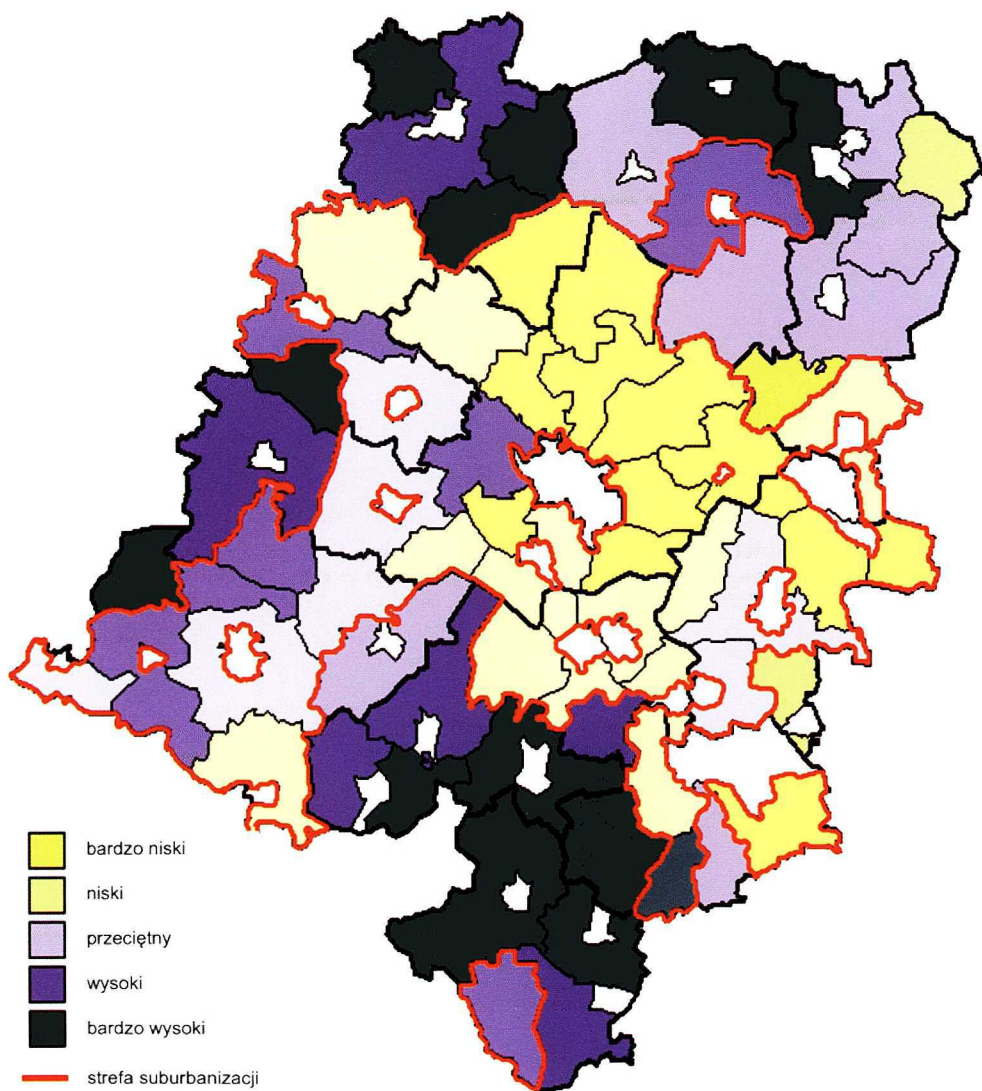 bardzo niski
niski
przeciętny
wysoki
bardzo wysoki
strefa suburbanizacji